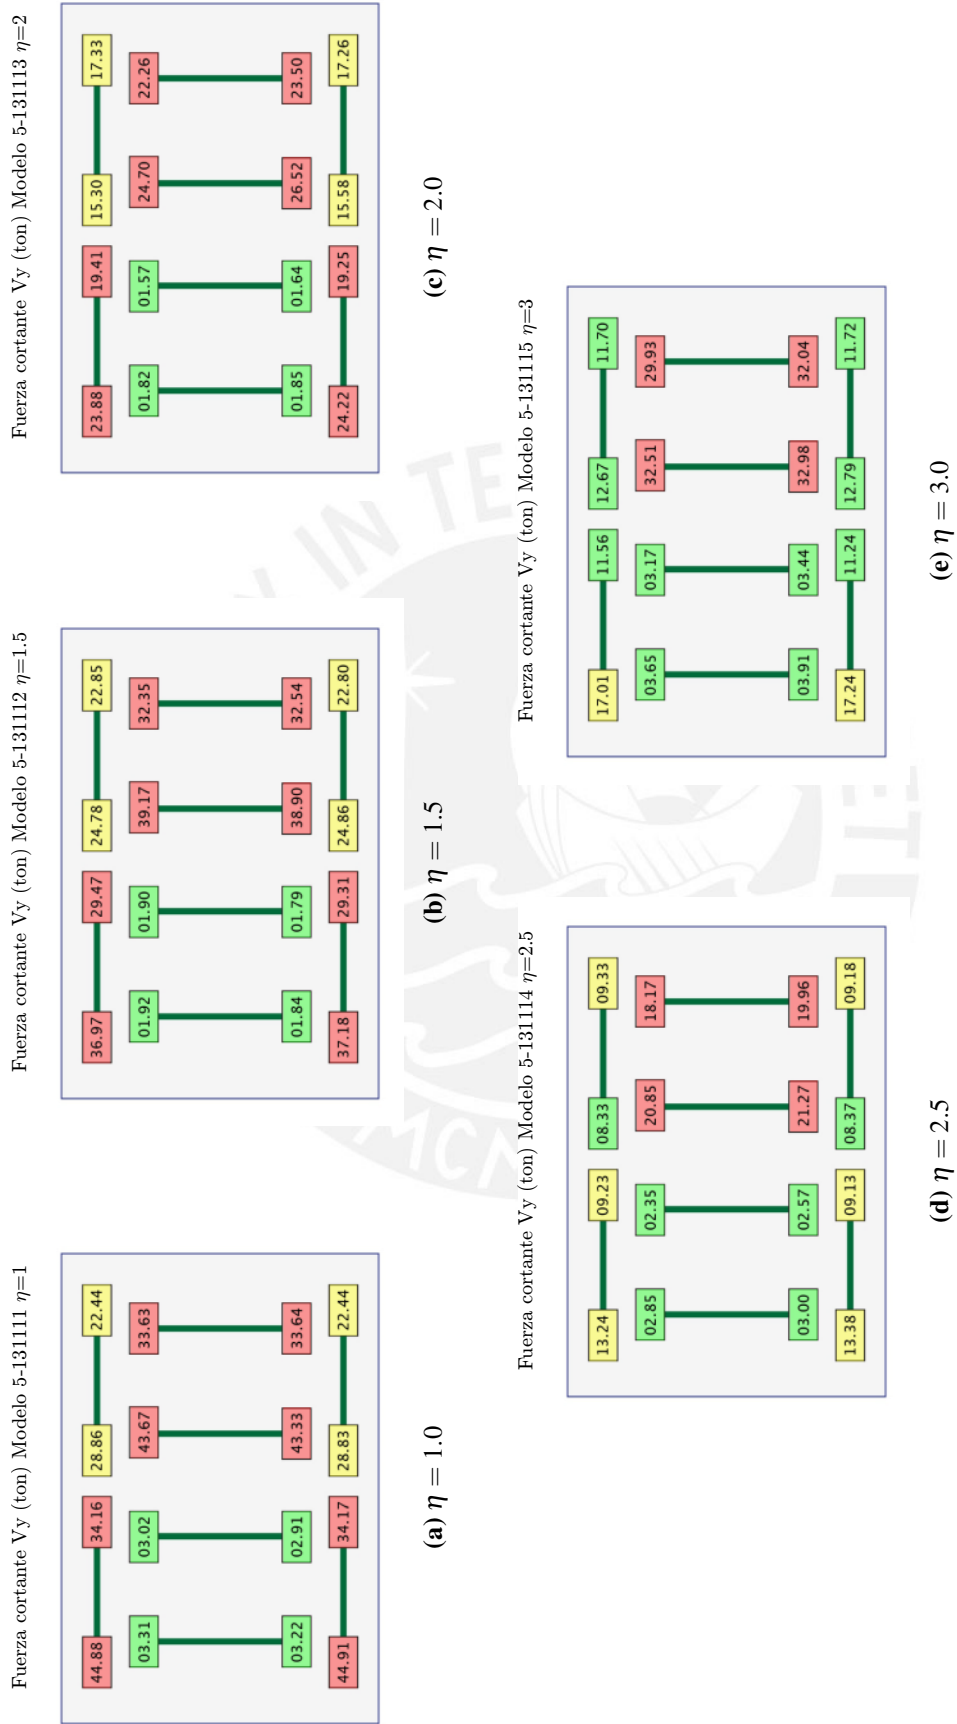 Fuerza cortante Vy (ton) Modelo 5-131111 η=1
44.88 34.16 28.86 22.44
03.31 03.02 43.67 33.63
03.22 02.91 43.33 33.64
44.91 34.17 28.83 22.44
(a) η = 1.0
Fuerza cortante Vy (ton) Modelo 5-131112 η=1.5
36.97 29.47 24.78 22.85
01.92 01.90 39.17 32.35
01.84 01.79 38.90 32.54
37.18 29.31 24.86 22.80
(b) η = 1.5
Fuerza cortante Vy (ton) Modelo 5-131113 η=2
23.88 19.41 15.30 17.33
01.82 01.57 24.70 22.26
01.85 01.64 26.52 23.50
24.22 19.25 15.58 17.26
(c) η = 2.0
Fuerza cortante Vy (ton) Modelo 5-131114 η=2.5
13.24 09.23 08.33 09.33
02.85 02.35 20.85 18.17
03.00 02.57 21.27 19.96
13.38 09.13 08.37 09.18
(d) η = 2.5
Fuerza cortante Vy (ton) Modelo 5-131115 η=3
17.01 11.56 12.67 11.70
03.65 03.17 32.51 29.93
03.91 03.44 32.98 32.04
17.24 11.24 12.79 11.72
(e) η = 3.0